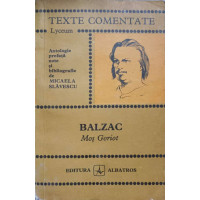 TEXTE COMENTATE
Lyceum
Antologie
prefață
note
și
bibliografie
de
MICAELA
SLĂVESCU
BALZAC
Moș Goriot
EDITURA
ALBATROS